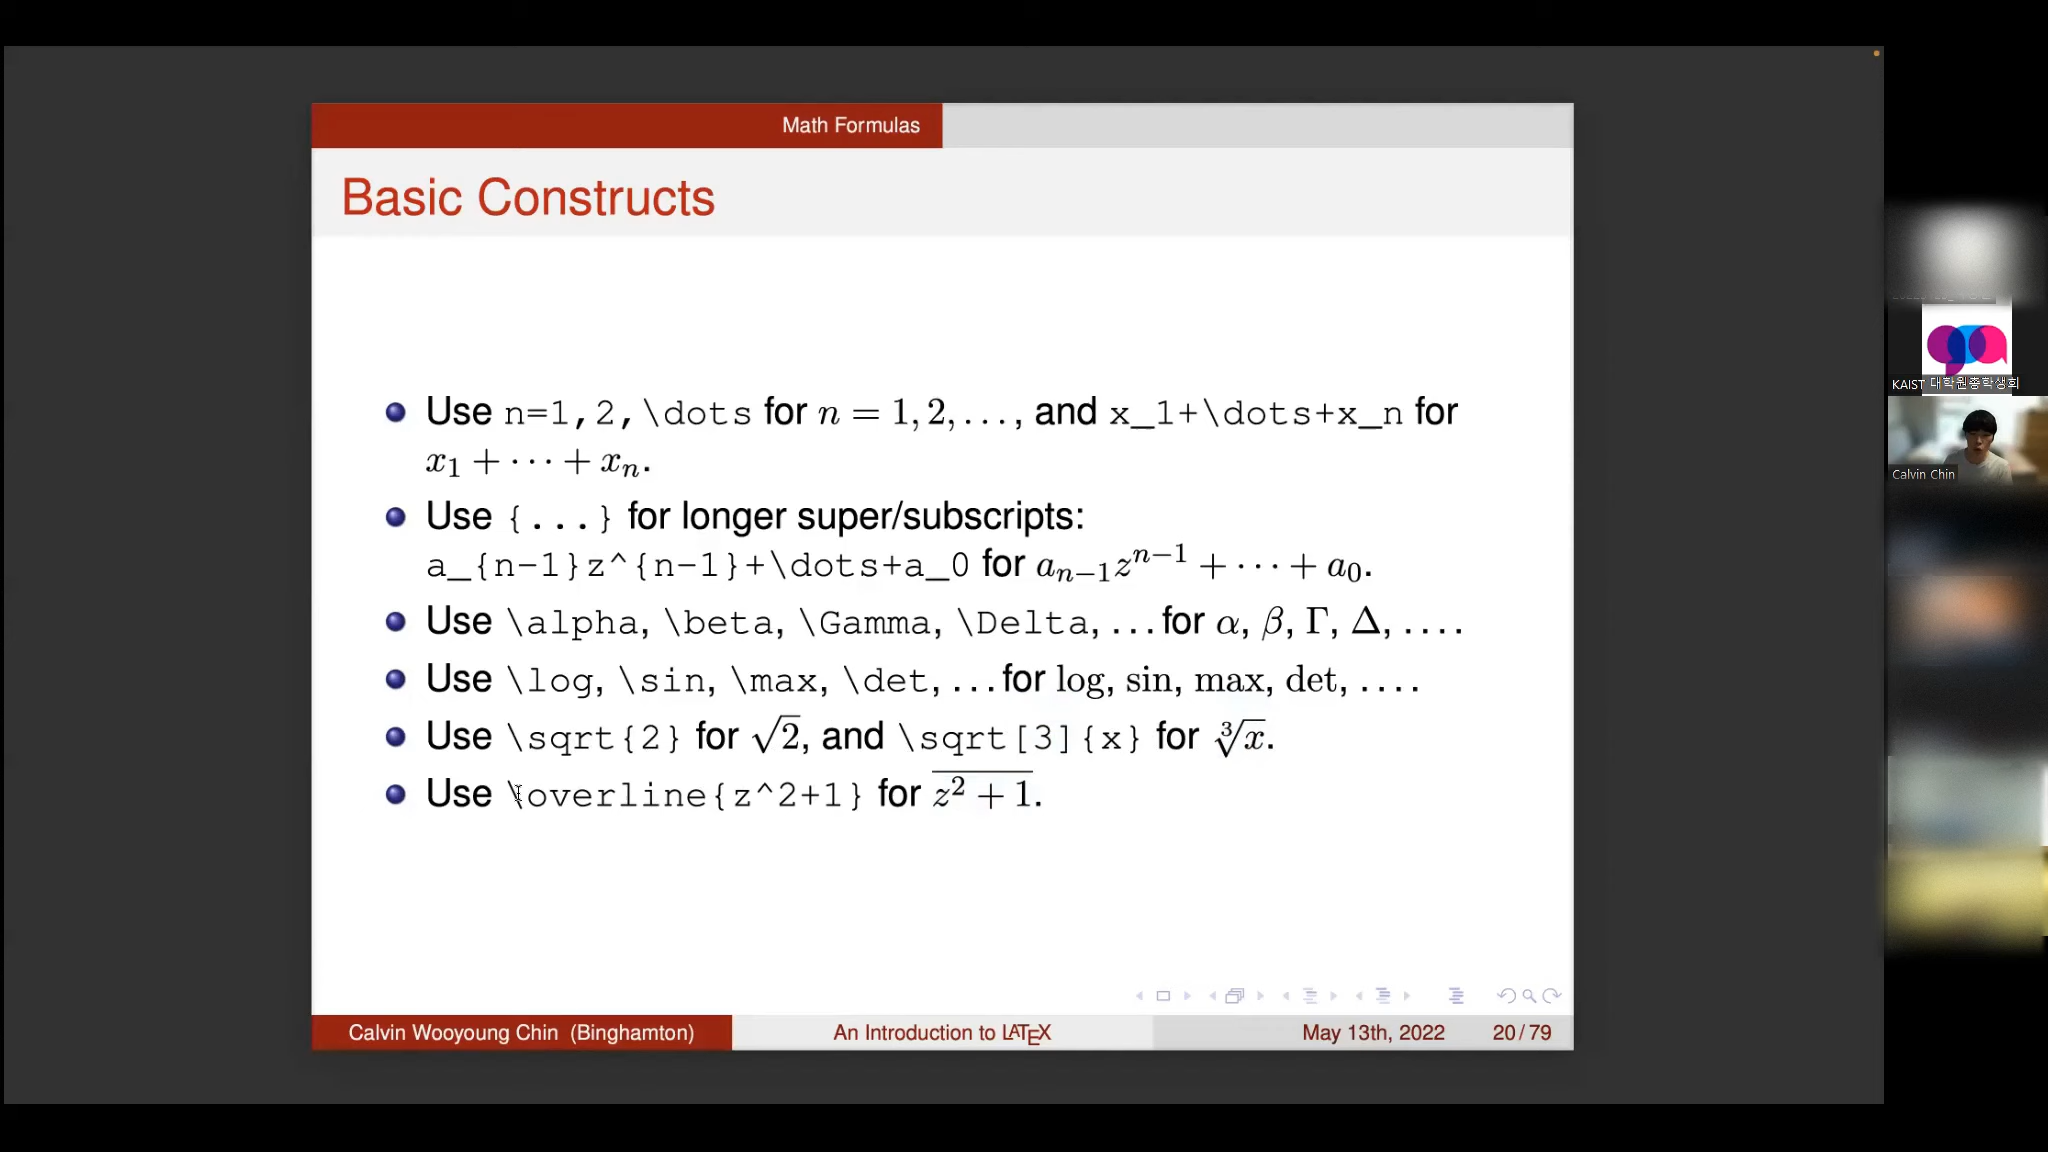 Math Formulas
Basic Constructs
Use n=1,2,\dots for n = 1, 2, . . . , and x_1+\dots+x_n for
x₁ + · · · + xₙ.
Use {...} for longer super/subscripts:
a_{n-1}z^{n-1}+\dots+a_0 for aₙ₋₁zⁿ⁻¹ + · · · + a₀.
Use \alpha, \beta, \Gamma, \Delta, . . . for α, β, Γ, Δ, . . . .
Use \log, \sin, \max, \det, . . . for log, sin, max, det, . . . .
Use \sqrt{2} for √2, and \sqrt[3]{x} for ∛x.
Use \overline{z^2+1} for z² + 1.
Calvin Wooyoung Chin (Binghamton)
An Introduction to LATEX
May 13th, 2022
20 / 79
KAIST 대학원총학생회
Calvin Chin